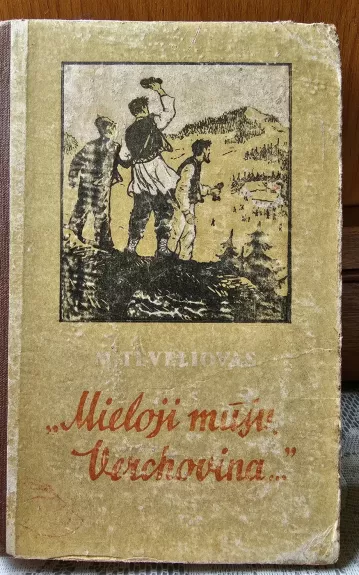 M. TEVELIOVAS
„Mieloji mūsų
Verchovina..."